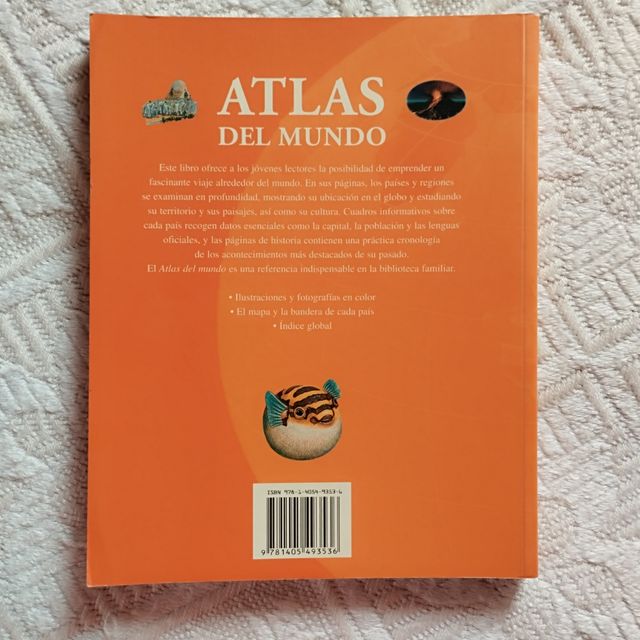 ATLAS
DEL MUNDO
Este libro ofrece a los jóvenes lectores la posibilidad de emprender un
fascinante viaje alrededor del mundo. En sus páginas, los países y regiones
se examinan en profundidad, mostrando su ubicación en el globo y estudiando
su territorio y sus paisajes, así como su cultura. Cuadros informativos sobre
cada país recogen datos esenciales como la capital, la población y las lenguas
oficiales, y las páginas de historia contienen una práctica cronología
de los acontecimientos más destacados de su pasado.
El Atlas del mundo es una referencia indispensable en la biblioteca familiar.
• Ilustraciones y fotografías en color
• El mapa y la bandera de cada país
• Índice global
ISBN 978-1-4054-9353-6
9 781405 493536